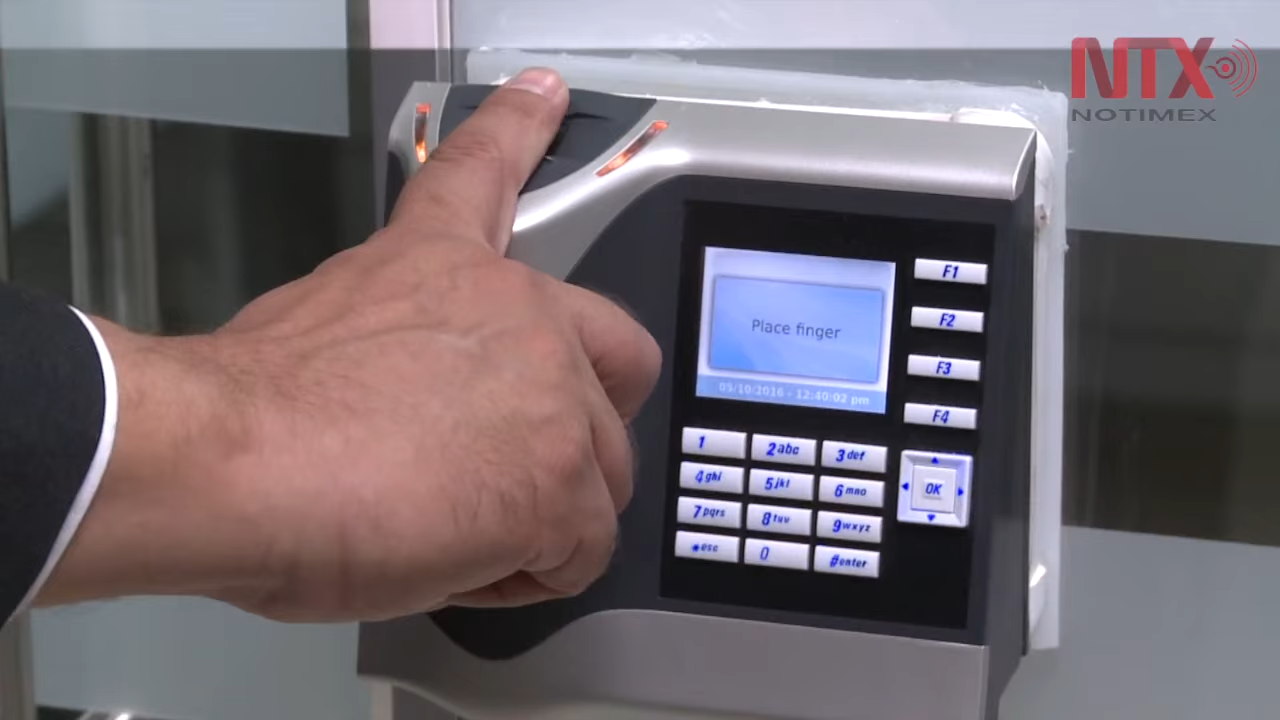 NTX
NOTIMEX
Place finger
05/10/2016 - 12:40:02 pm
F1
F2
F3
F4
1 2abc 3def
4ghi 5jkl 6mno
7pqrs 8tuv 9wxyz
*esc 0 #enter
OK